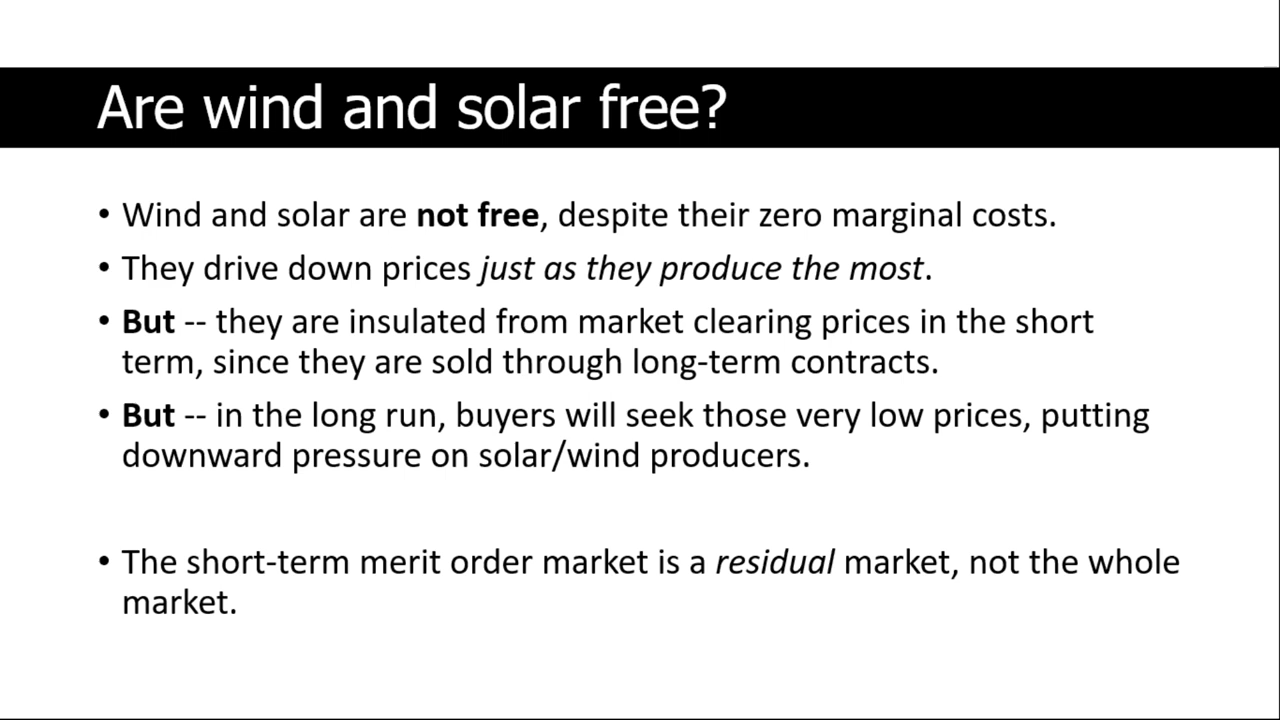 Are wind and solar free?
• Wind and solar are not free, despite their zero marginal costs.
• They drive down prices just as they produce the most.
• But -- they are insulated from market clearing prices in the short
term, since they are sold through long-term contracts.
• But -- in the long run, buyers will seek those very low prices, putting
downward pressure on solar/wind producers.
• The short-term merit order market is a residual market, not the whole
market.